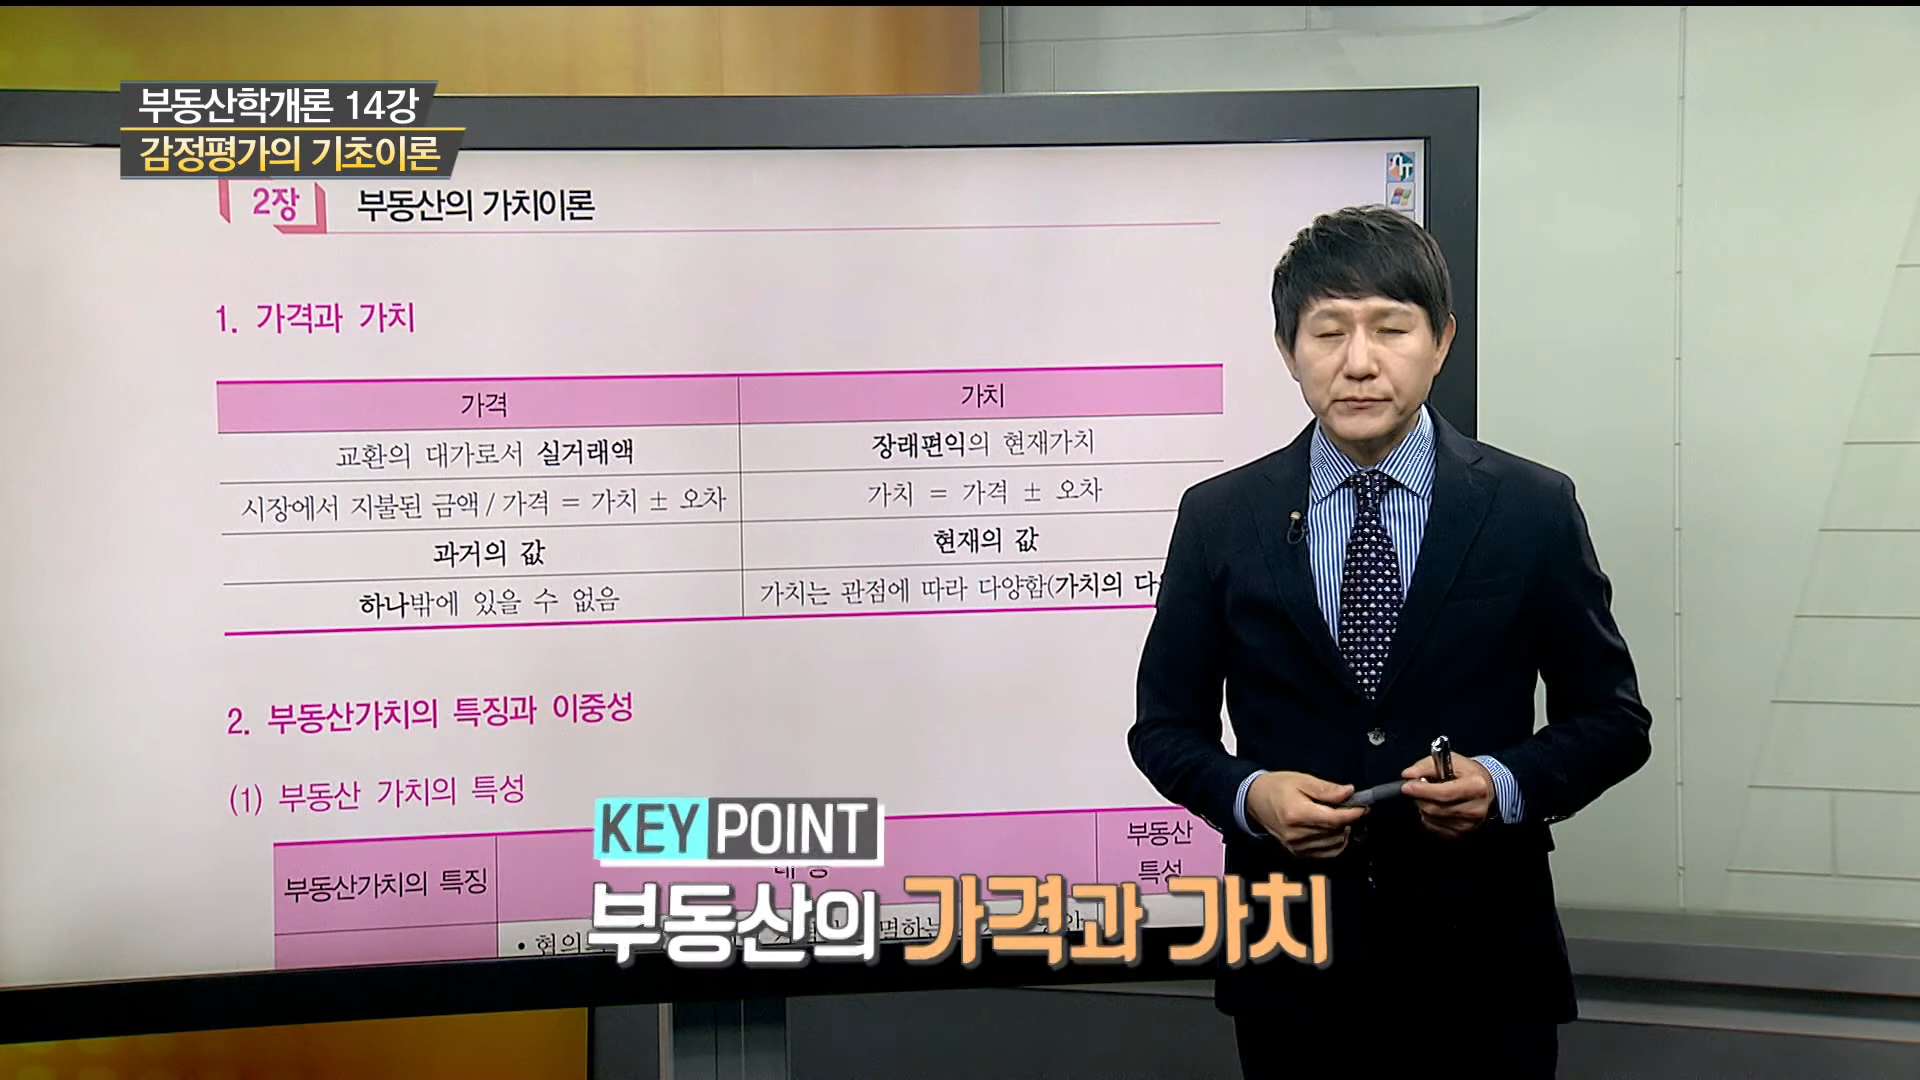 부동산학개론 14강
감정평가의 기초이론
2장 부동산의 가치이론
1. 가격과 가치
가격 가치
교환의 대가로서 실거래액 장래편익의 현재가치
시장에서 지불된 금액 / 가격 = 가치 ± 오차 가치 = 가격 ± 오차
과거의 값 현재의 값
하나밖에 있을 수 없음 가치는 관점에 따라 다양함(가치의 다
2. 부동산가치의 특징과 이중성
(1) 부동산 가치의 특성
부동산가치의 특징 부동산 특성
KEY POINT
부동산의 가격과 가치